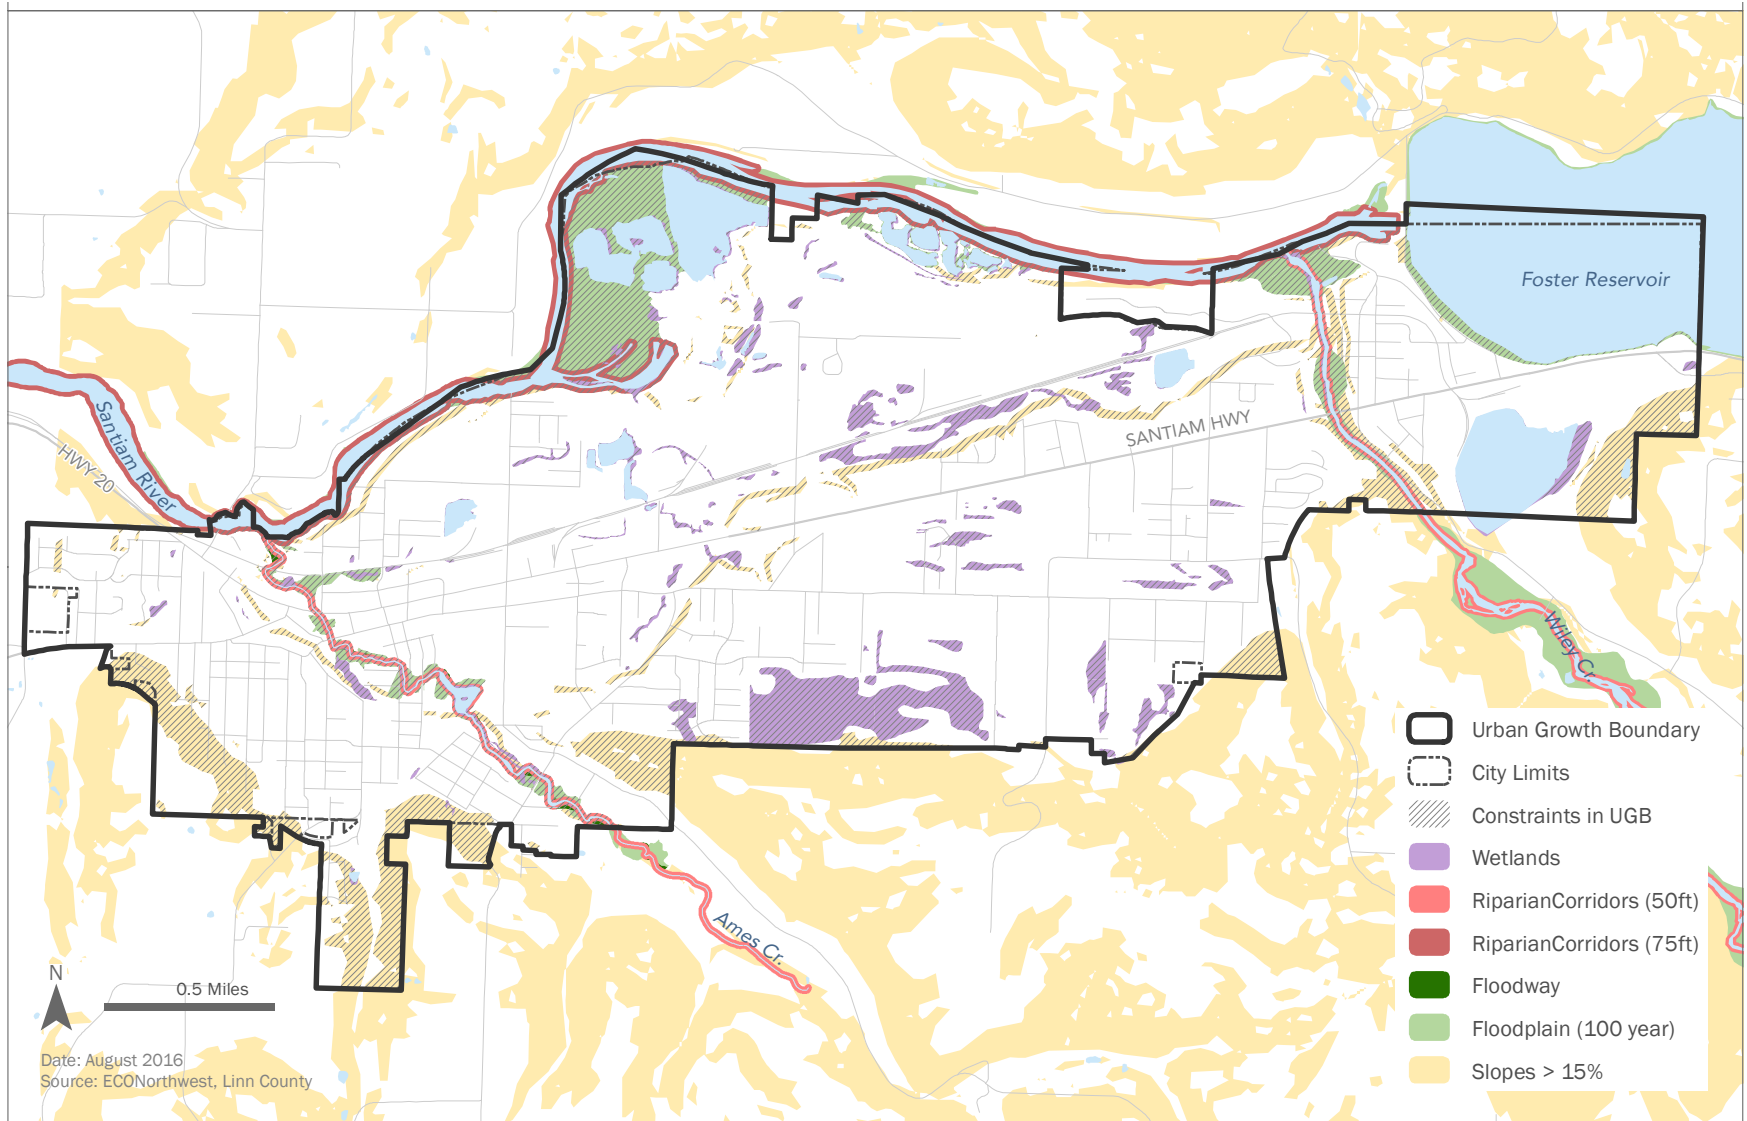 Foster Reservoir
SANTIAM HWY
Santiam River
HWY 20
Wiley Cr.
Ames Cr.
Urban Growth Boundary
City Limits
Constraints in UGB
Wetlands
RiparianCorridors (50ft)
RiparianCorridors (75ft)
Floodway
Floodplain (100 year)
Slopes > 15%
N
0.5 Miles
Date: August 2016
Source: ECONorthwest, Linn County